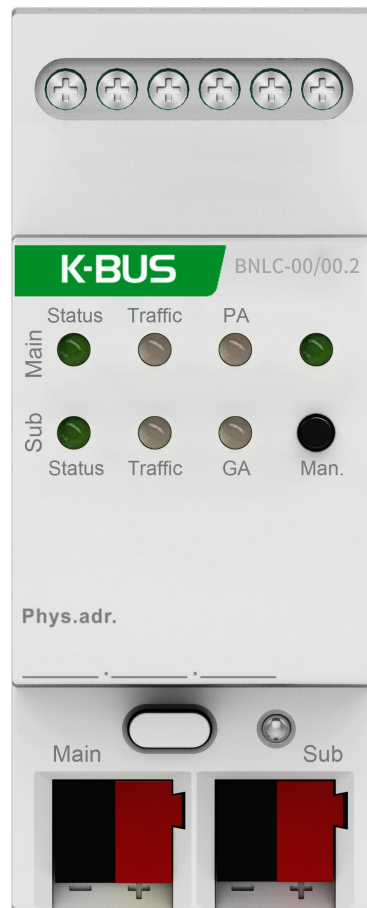 K-BUS BNLC-00/00.2
Status Traffic PA
Main
Sub
Status Traffic GA Man.
Phys.adr.
Main Sub
- + - +